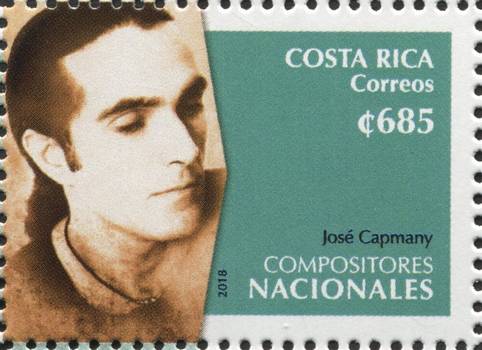 COSTA RICA
Correos
¢685
José Capmany
COMPOSITORES
NACIONALES
2018